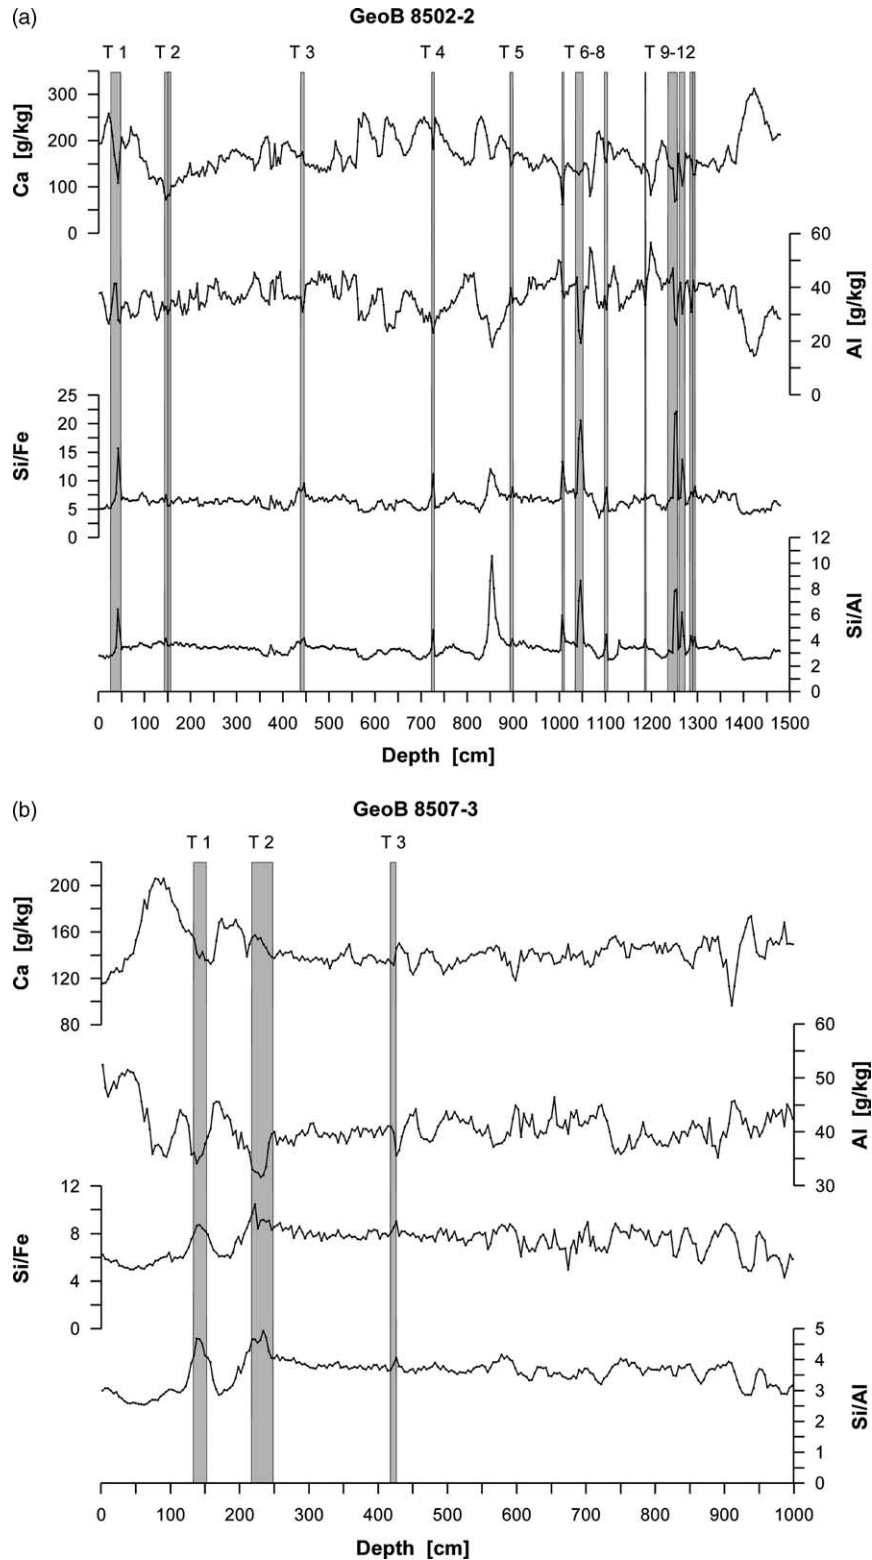 (a)
GeoB 8502-2
T 1 T 2 T 3 T 4 T 5 T 6-8 T 9-12
Ca [g/kg]
300
200
100
0
Al [g/kg]
60
40
20
0
Si/Fe
25
20
15
10
5
0
Si/Al
12
10
8
6
4
2
0
0 100 200 300 400 500 600 700 800 900 1000 1100 1200 1300 1400 1500
Depth [cm]
(b)
GeoB 8507-3
T 1 T 2 T 3
Ca [g/kg]
200
160
120
80
Al [g/kg]
60
50
40
30
Si/Fe
12
8
4
0
Si/Al
5
4
3
2
1
0
0 100 200 300 400 500 600 700 800 900 1000
Depth [cm]